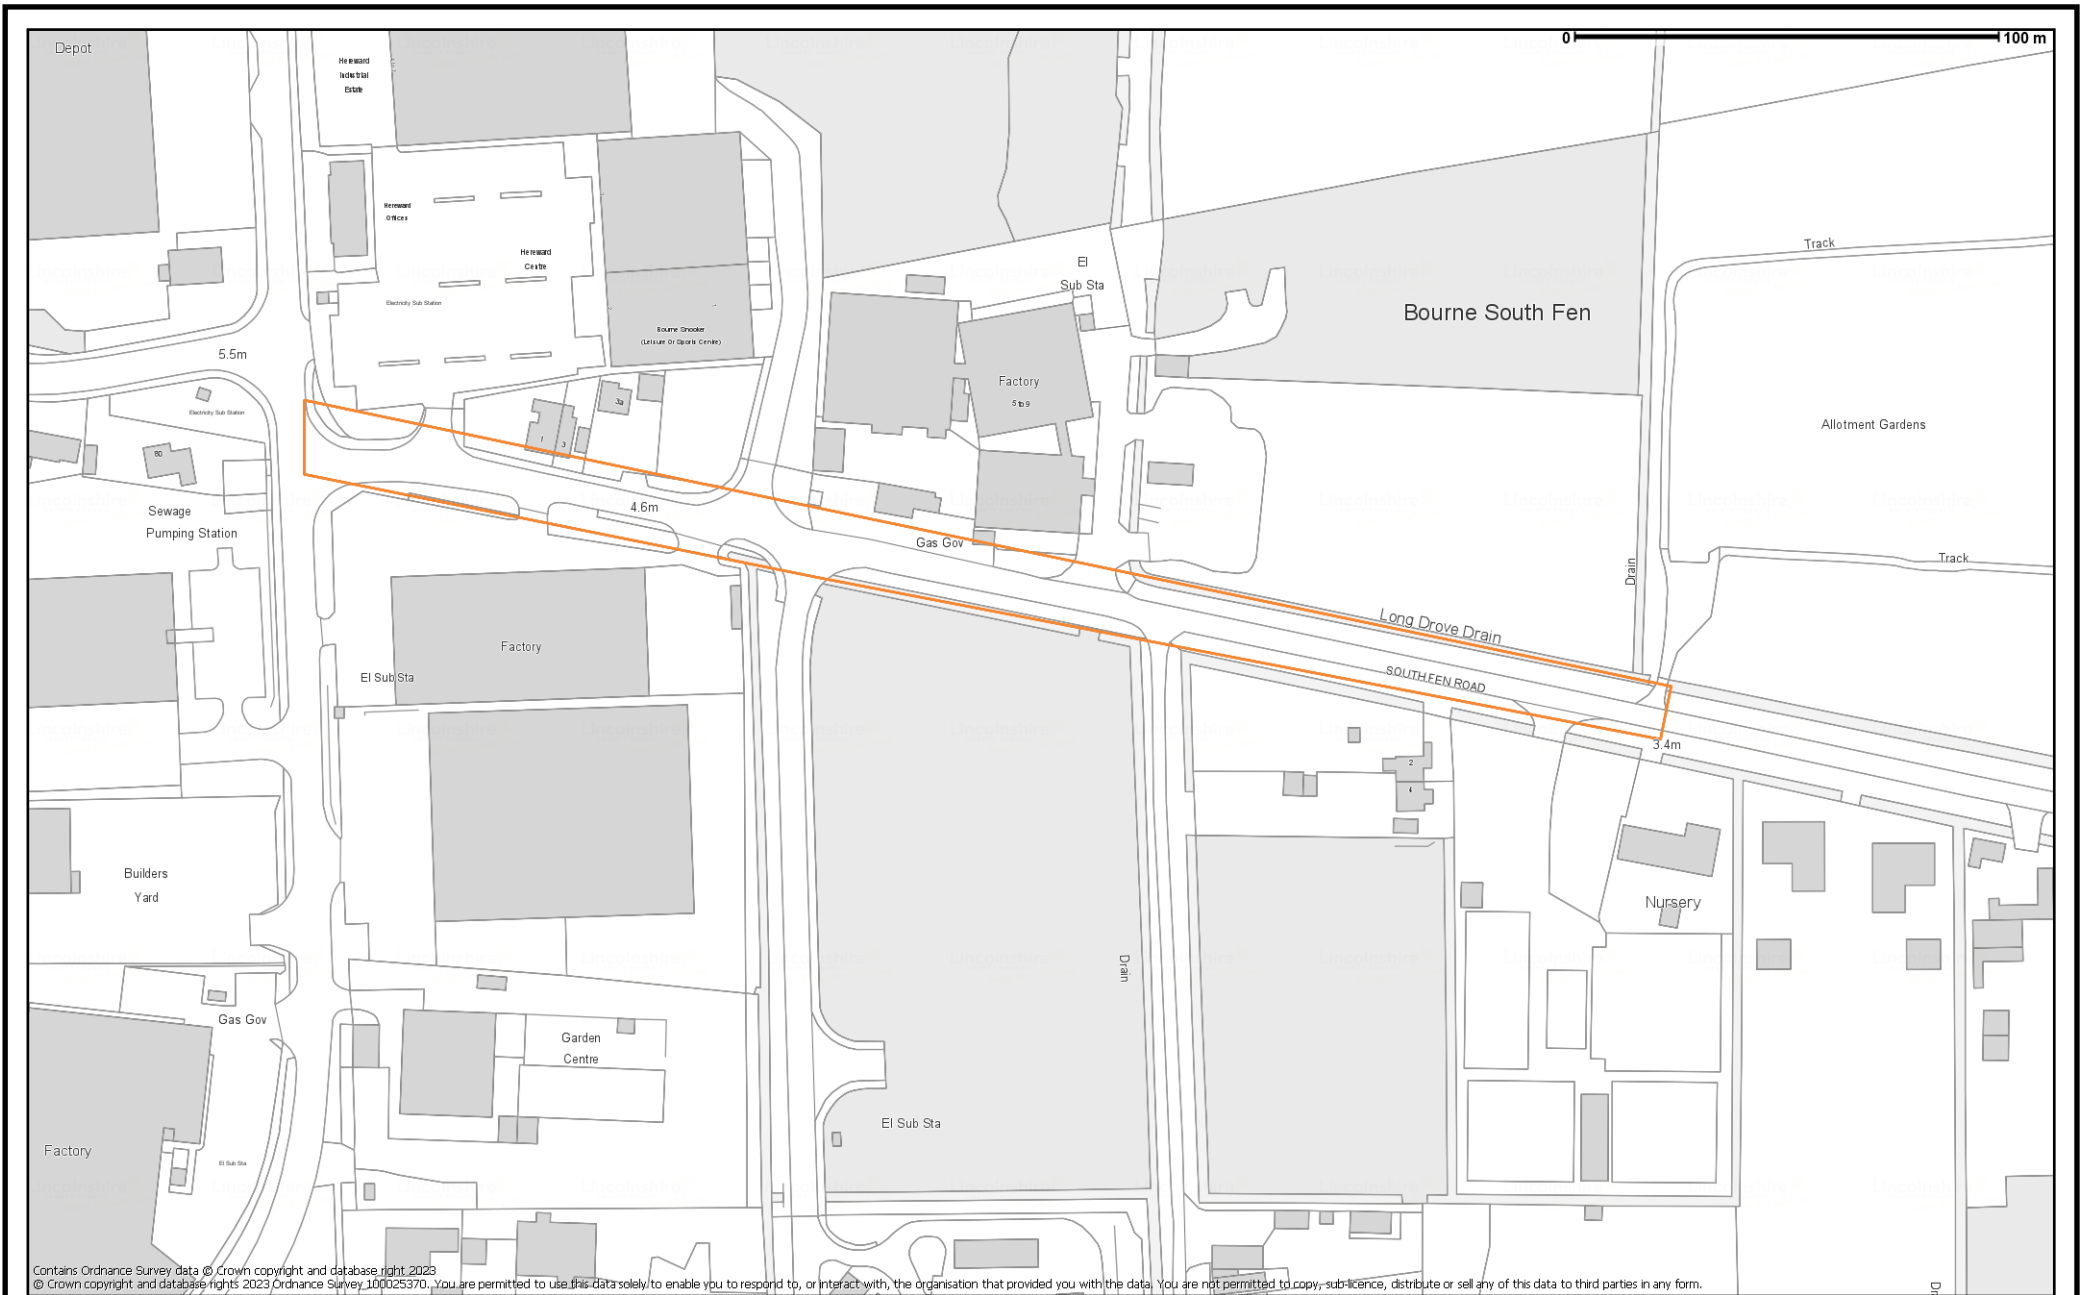 Depot
Hereward
Industrial
Estate
0
100 m
Hereward
Offices
Hereward
Centre
Electricity Sub Station
Bourne Snooker
(Leisure Or Sports Centre)
El
Sub Sta
Track
Bourne South Fen
5.5m
Factory
5 to 9
Electricity Sub Station
3a
1
3
80
Allotment Gardens
Sewage
Pumping Station
4.6m
Gas Gov
Drain
Track
Long Drove Drain
SOUTH FEN ROAD
Factory
El Sub Sta
3.4m
2
4
Builders
Yard
Nursery
Drain
Gas Gov
Garden
Centre
El Sub Sta
Factory
El Sub Sta
Contains Ordnance Survey data © Crown copyright and database right 2023
© Crown copyright and database rights 2023 Ordnance Survey 100025370. You are permitted to use this data solely to enable you to respond to, or interact with, the organisation that provided you with the data. You are not permitted to copy, sub-licence, distribute or sell any of this data to third parties in any form.